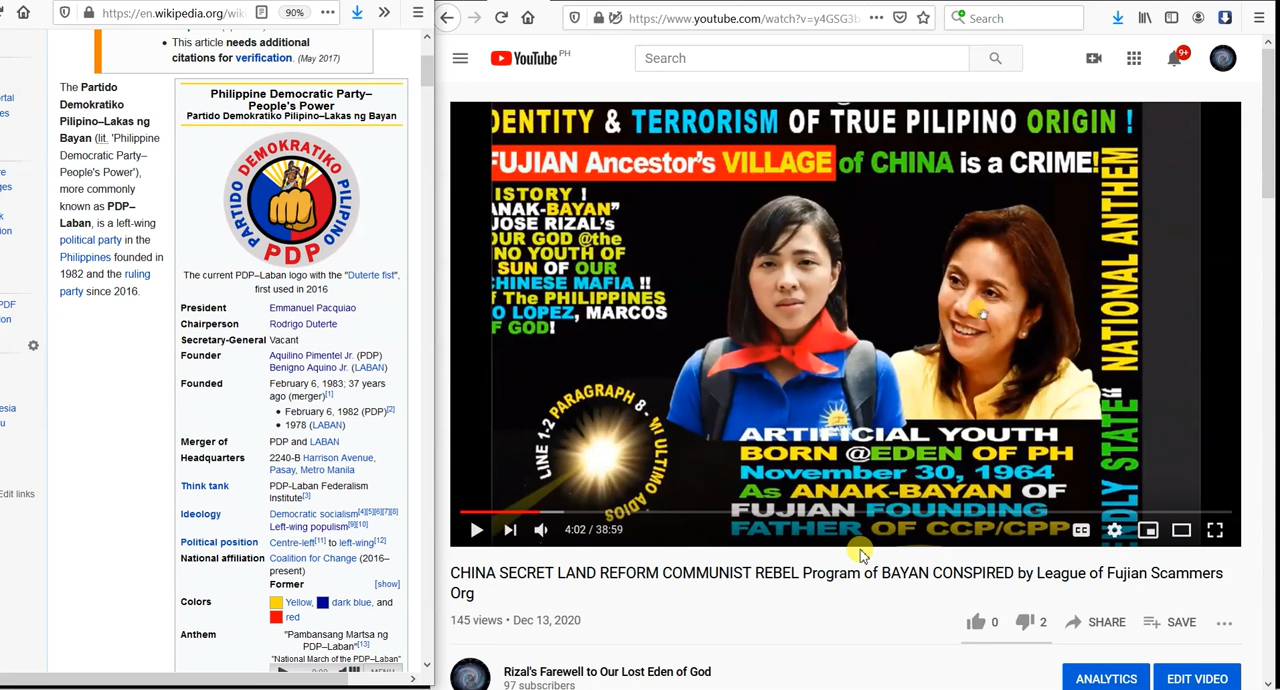 https://en.wikipedia.org/wiki
90%
This article needs additional
citations for verification. (May 2017)
The Partido
Demokratiko
Pilipino–Lakas ng
Bayan (lit. 'Philippine
Democratic Party–
People's Power'),
more commonly
known as PDP–
Laban, is a left-wing
political party in the
Philippines founded in
1982 and the ruling
party since 2016.
Philippine Democratic Party–
People's Power
Partido Demokratiko Pilipino–Lakas ng Bayan
PARTIDO DEMOKRATIKO PILIPINO
PDP
The current PDP–Laban logo with the "Duterte fist",
first used in 2016
President Emmanuel Pacquiao
Chairperson Rodrigo Duterte
Secretary-General Vacant
Founder Aquilino Pimentel Jr. (PDP)
Benigno Aquino Jr. (LABAN)
Founded February 6, 1983; 37 years
ago (merger)[1]
• February 6, 1982 (PDP)[2]
• 1978 (LABAN)
Merger of PDP and LABAN
Headquarters 2240-B Harrison Avenue,
Pasay, Metro Manila
Think tank PDP-Laban Federalism
Institute[3]
Ideology Democratic socialism[4][5][6][7][8]
Left-wing populism[9][10]
Political position Centre-left[11] to left-wing[12]
National affiliation Coalition for Change (2016–
present)
Former [show]
Colors Yellow, dark blue, and
red
Anthem "Pambansang Martsa ng
PDP–Laban"[13]
"National March of the PDP–Laban"
MENU
Edit links
https://www.youtube.com/watch?v=y4GSG3b
Search
YouTube PH
Search
9+
DENTITY & TERRORISM OF TRUE PILIPINO ORIGIN !
FUJIAN Ancestor's VILLAGE of CHINA is a CRIME!
ISTORY !
ANAK-BAYAN"
JOSE RIZAL's
OUR GOD @the
NO YOUTH OF
SUN OF OUR
CHINESE MAFIA !!
f The PHILIPPINES
O LOPEZ, MARCOS
F GOD!
LINE 1-2 PARAGRAPH 8 - MI ULTIMO ADIOS
ARTIFICIAL YOUTH
BORN @EDEN OF PH
November 30, 1964
As ANAK-BAYAN OF
FUJIAN FOUNDING
FATHER OF CCP/CPP
ENDLY STATE" NATIONAL ANTHEM
4:02 / 38:59
CC
CHINA SECRET LAND REFORM COMMUNIST REBEL Program of BAYAN CONSPIRED by League of Fujian Scammers
Org
145 views • Dec 13, 2020
0
2
SHARE
SAVE
Rizal's Farewell to Our Lost Eden of God
97 subscribers
ANALYTICS
EDIT VIDEO